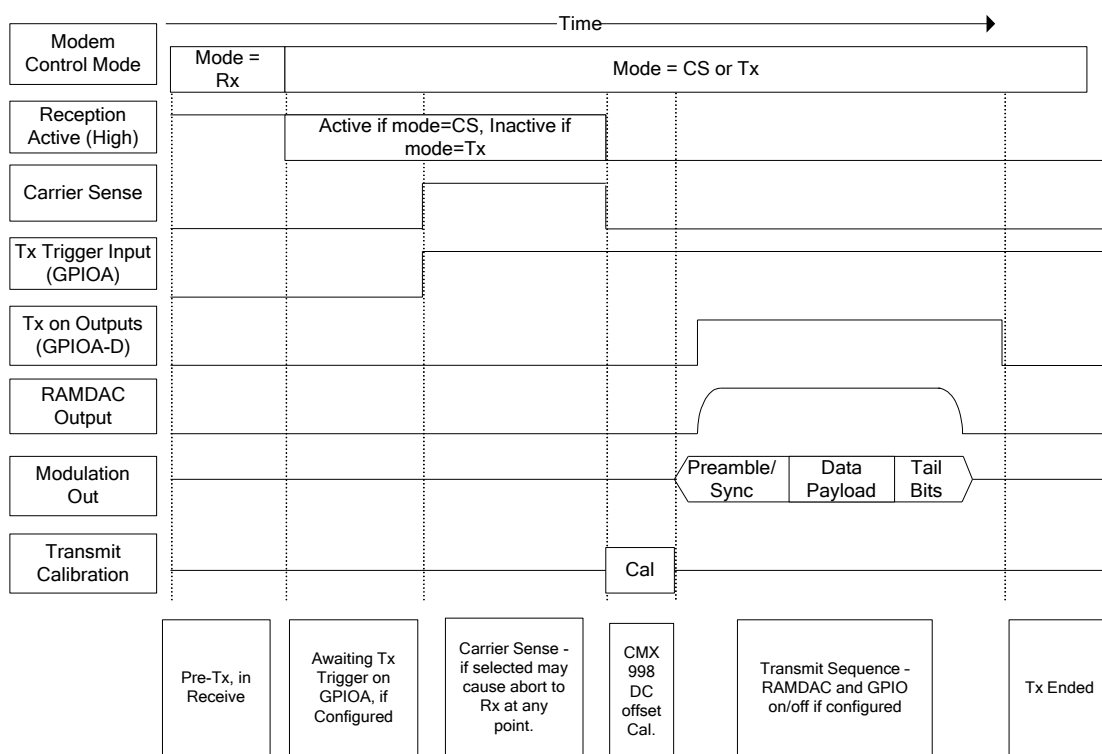 Time
Modem
Control Mode
Mode =
Rx
Mode = CS or Tx
Reception
Active (High)
Active if mode=CS, Inactive if
mode=Tx
Carrier Sense
Tx Trigger Input
(GPIOA)
Tx on Outputs
(GPIOA-D)
RAMDAC
Output
Modulation
Out
Preamble/
Sync
Data
Payload
Tail
Bits
Transmit
Calibration
Cal
Pre-Tx, in
Receive
Awaiting Tx
Trigger on
GPIOA, if
Configured
Carrier Sense -
if selected may
cause abort to
Rx at any
point.
CMX
998
DC
offset
Cal.
Transmit Sequence -
RAMDAC and GPIO
on/off if configured
Tx Ended